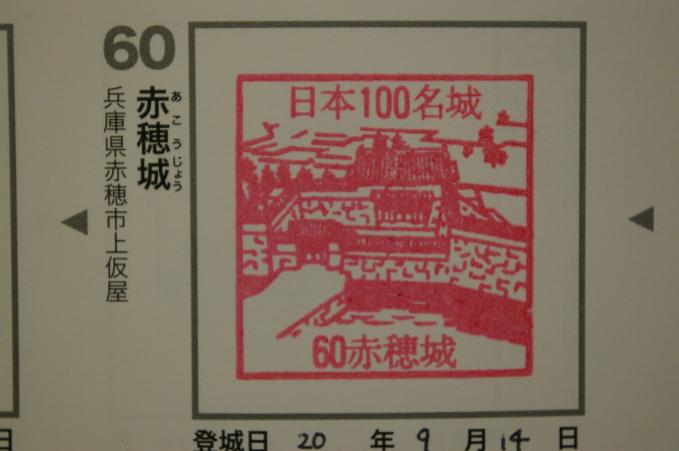 60
赤穂城
あこうじょう
兵庫県赤穂市上仮屋
日本100名城
60赤穂城
登城日 20 年 9 月 14 日
日